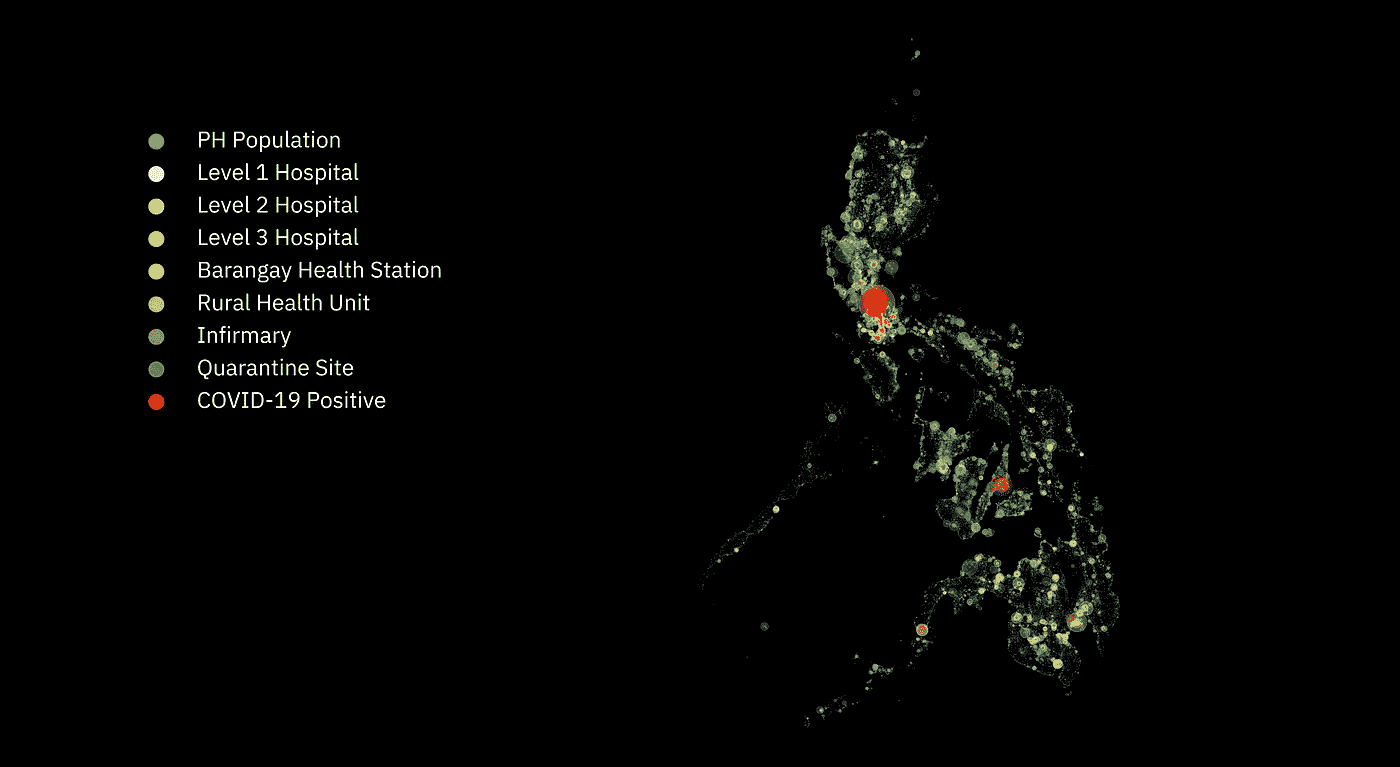 PH Population
Level 1 Hospital
Level 2 Hospital
Level 3 Hospital
Barangay Health Station
Rural Health Unit
Infirmary
Quarantine Site
COVID-19 Positive